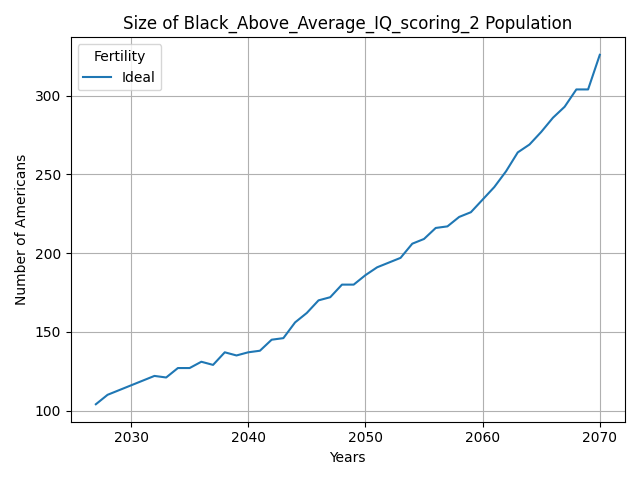 Size of Black_Above_Average_IQ_scoring_2 Population
Fertility
Ideal
Number of Americans
300
250
200
150
100
2030 2040 2050 2060 2070
Years